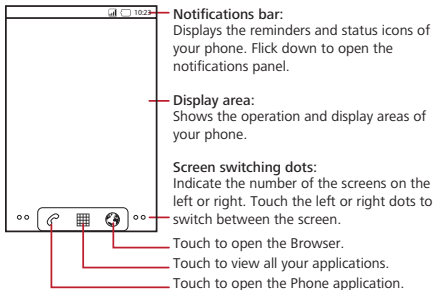 10:23
Notifications bar:
Displays the reminders and status icons of
your phone. Flick down to open the
notifications panel.
Display area:
Shows the operation and display areas of
your phone.
Screen switching dots:
Indicate the number of the screens on the
left or right. Touch the left or right dots to
switch between the screen.
Touch to open the Browser.
Touch to view all your applications.
Touch to open the Phone application.